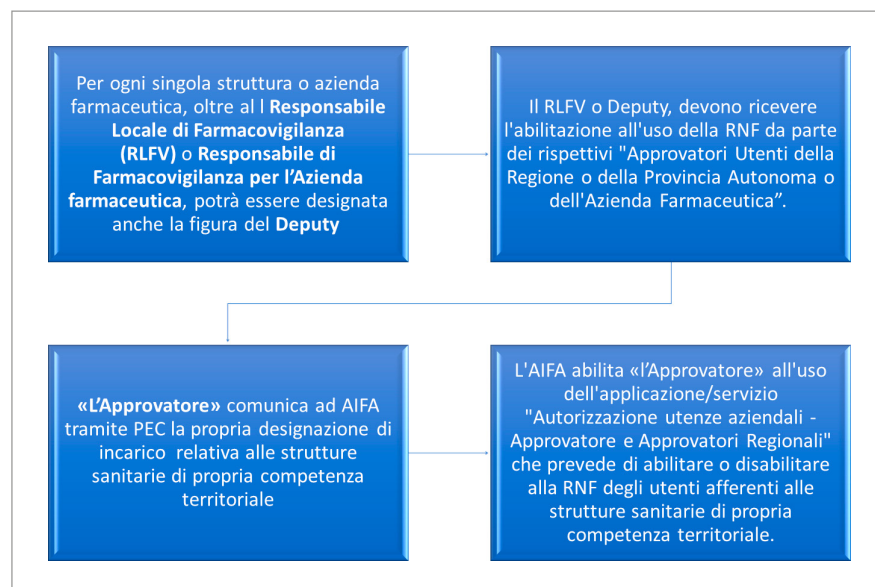 Per ogni singola struttura o azienda
farmaceutica, oltre al l Responsabile
Locale di Farmacovigilanza
(RLFV) o Responsabile di
Farmacovigilanza per l’Azienda
farmaceutica, potrà essere designata
anche la figura del Deputy
Il RLFV o Deputy, devono ricevere
l'abilitazione all'uso della RNF da parte
dei rispettivi "Approvatori Utenti della
Regione o della Provincia Autonoma o
dell'Azienda Farmaceutica”.
«L’Approvatore» comunica ad AIFA
tramite PEC la propria designazione di
incarico relativa alle strutture
sanitarie di propria competenza
territoriale
L'AIFA abilita «l’Approvatore» all'uso
dell'applicazione/servizio
"Autorizzazione utenze aziendali -
Approvatore e Approvatori Regionali"
che prevede di abilitare o disabilitare
alla RNF degli utenti afferenti alle
strutture sanitarie di propria
competenza territoriale.